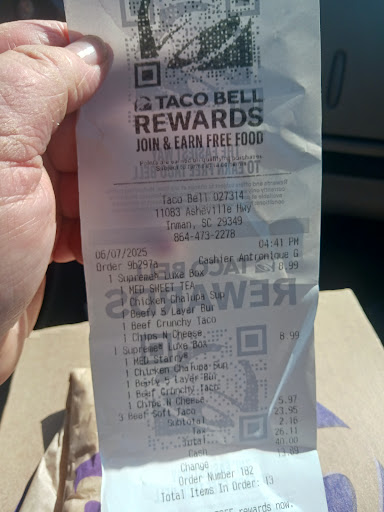 TACO BELL
REWARDS
JOIN & EARN FREE FOOD
Taco Bell 027314
11083 Asheville Hwy
Inman, SC 29349
864-473-2278
06/07/2025 04:41 PM
Order 9b297a Cashier Antronique G
1 Supreme Luxe Box 8.99
1 MED SWEET TEA
1 Chicken Chalupa Sup
1 Beefy 5 Layer Bur
1 Beef Crunchy Taco
1 Chips N Cheese
1 Supreme Luxe Box 8.99
1 MED Starry
1 Chicken Chalupa Sup
1 Beefy 5 Layer Bur
1 Beef Crunchy Taco
1 Chips N Cheese
3 Beef Soft Taco 5.97
Subtotal 23.95
Tax 2.16
Total 26.11
Cash 40.00
Change 13.89
Order Number 182
Total Items In Order: 13
rewards now.